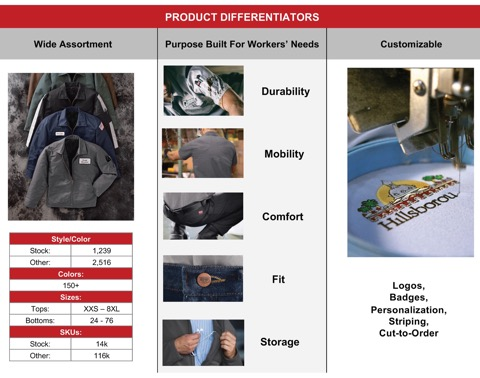 PRODUCT DIFFERENTIATORS
Wide Assortment
Purpose Built For Workers' Needs
Customizable
Durability
Mobility
Comfort
Fit
Storage
Style/Color
Stock: 1,239
Other: 2,516
Colors:
150+
Sizes:
Tops: XXS – 8XL
Bottoms: 24 - 76
SKUs:
Stock: 14k
Other: 116k
Hillsborou
Logos,
Badges,
Personalization,
Striping,
Cut-to-Order